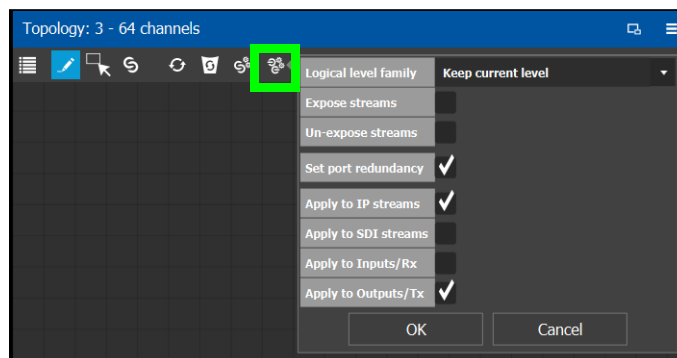 Topology: 3 - 64 channels
Logical level family Keep current level
Expose streams
Un-expose streams
Set port redundancy
Apply to IP streams
Apply to SDI streams
Apply to Inputs/Rx
Apply to Outputs/Tx
OK Cancel